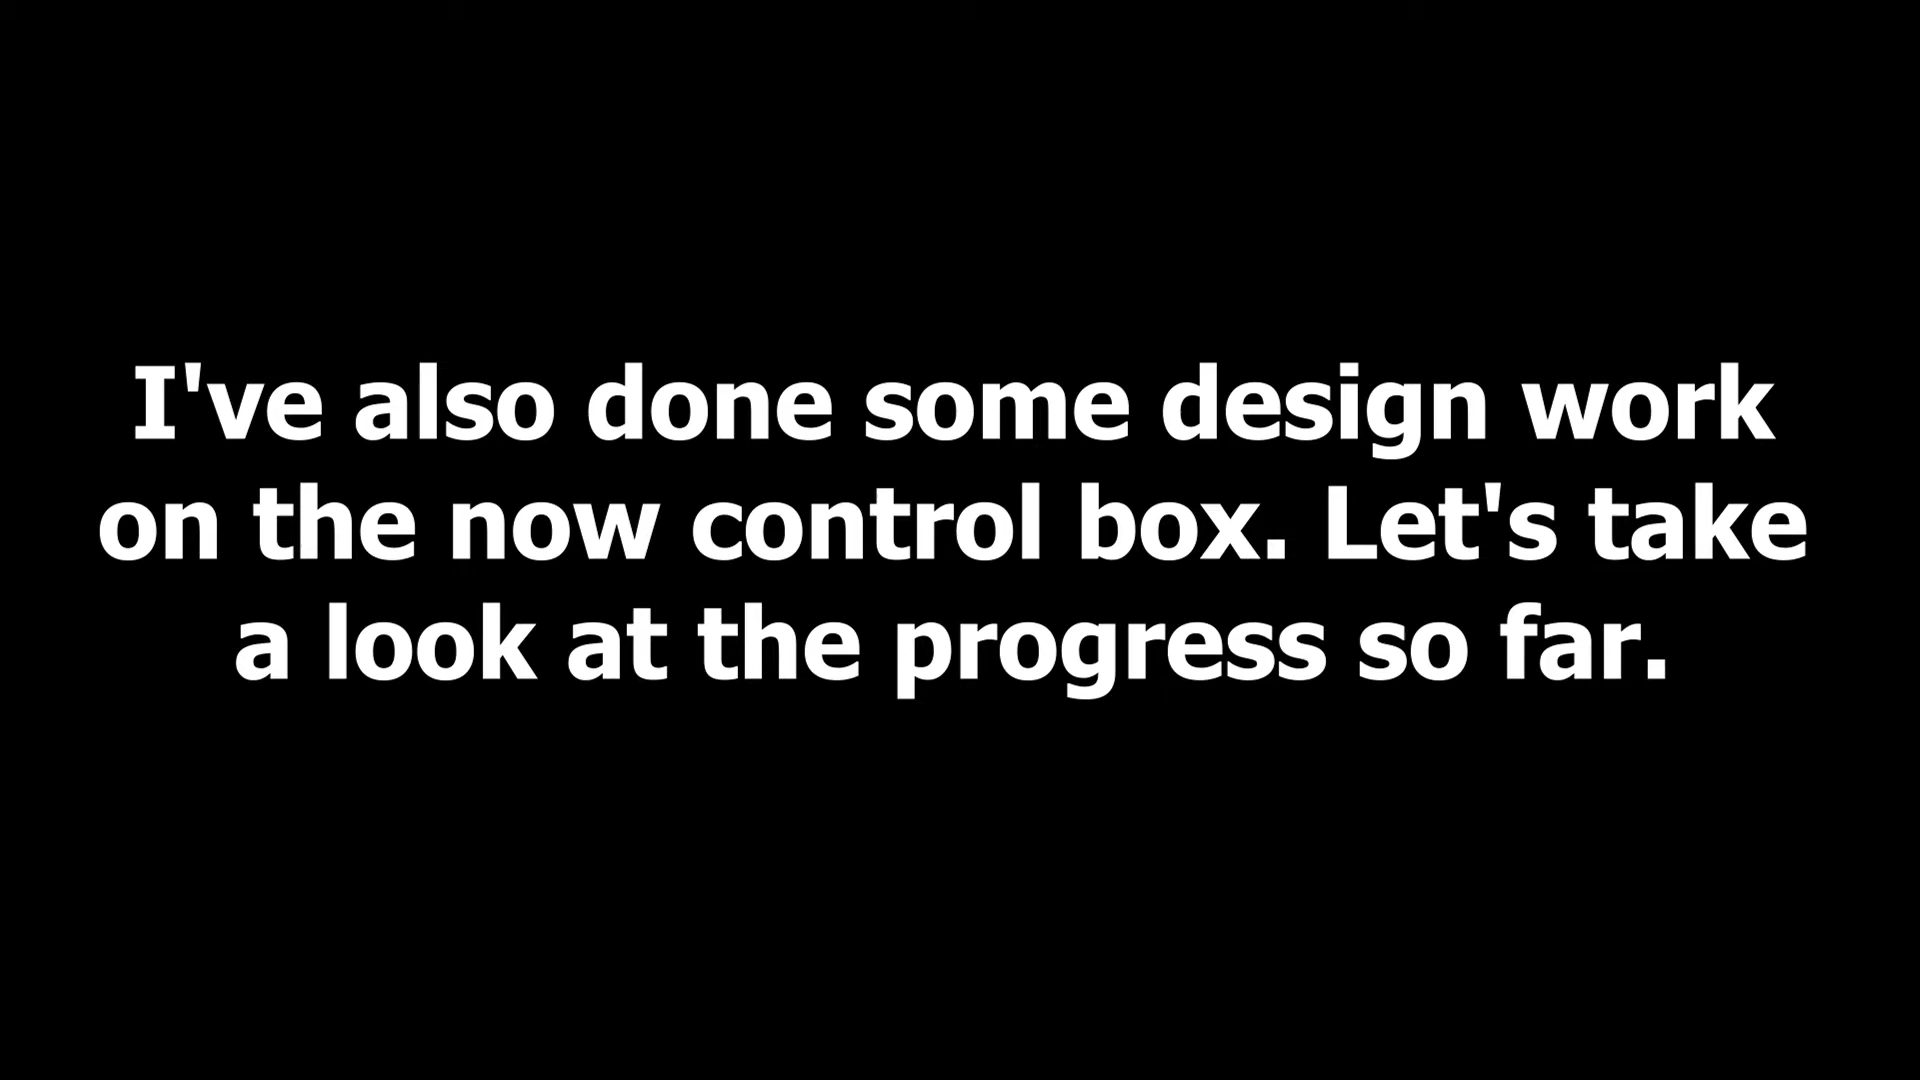 I've also done some design work
on the now control box. Let's take
a look at the progress so far.